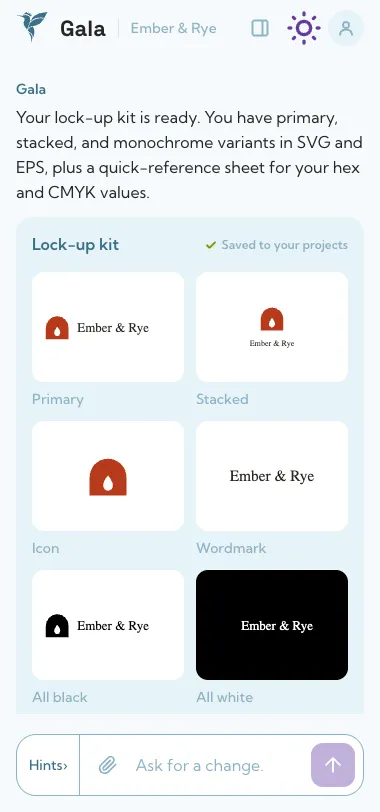 Gala
Ember & Rye
Gala
Your lock-up kit is ready. You have primary,
stacked, and monochrome variants in SVG and
EPS, plus a quick-reference sheet for your hex
and CMYK values.
Lock-up kit
Saved to your projects
Ember & Rye
Ember & Rye
Primary
Stacked
Ember & Rye
Icon
Wordmark
Ember & Rye
Ember & Rye
All black
All white
Hints›
Ask for a change.